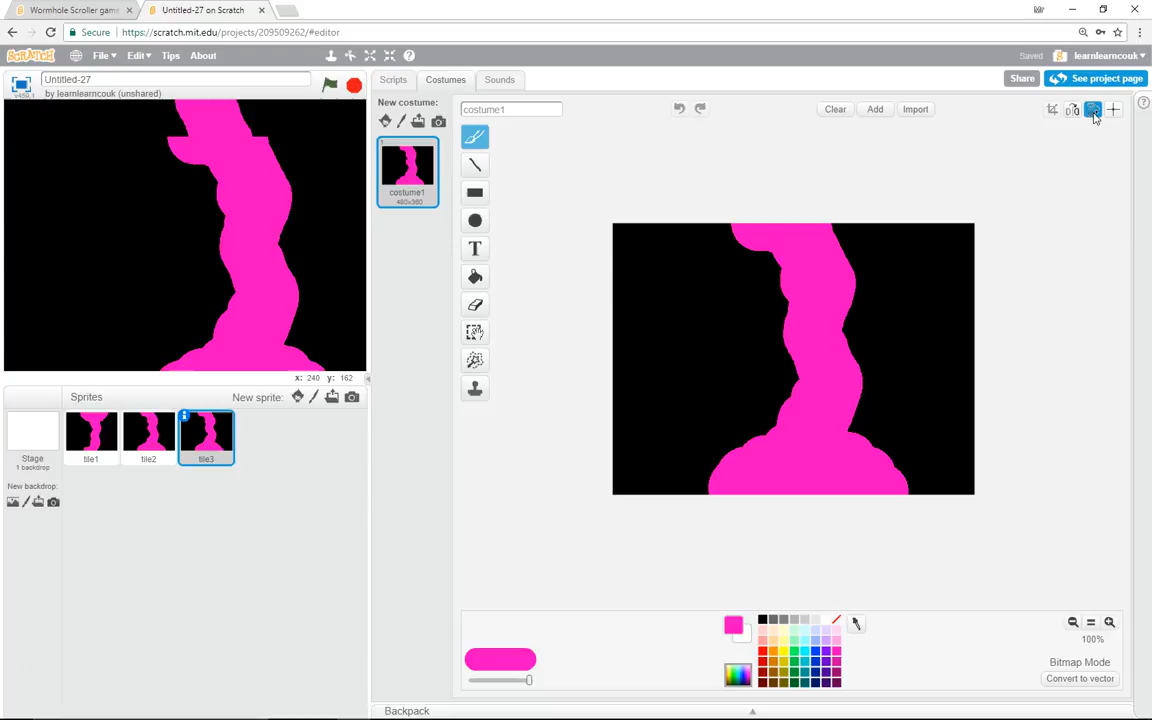 Wormhole Scroller game
Untitled-27 on Scratch
Secure
https://scratch.mit.edu/projects/209509262/#editor
SCRATCH
File
Edit
Tips
About
Saved
learnlearncouk
Untitled-27
by learnlearncouk (unshared)
v459.1
Scripts
Costumes
Sounds
Share
See project page
New costume:
costume1
Clear
Add
Import
1
costume1
480x360
T
x: 240 y: 162
Sprites
New sprite:
Stage
1 backdrop
New backdrop:
tile1
tile2
tile3
100%
Bitmap Mode
Convert to vector
Backpack